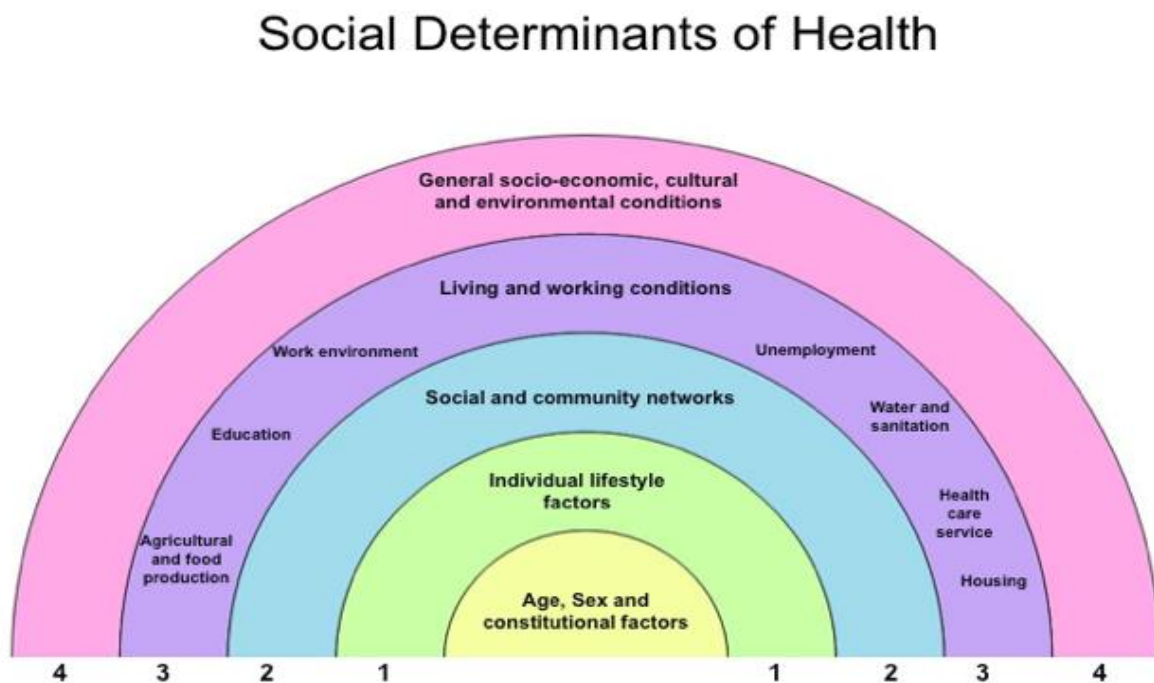 Social Determinants of Health
General socio-economic, cultural
and environmental conditions
Living and working conditions
Work environment
Unemployment
Social and community networks
Water and
sanitation
Education
Individual lifestyle
factors
Health
care
service
Agricultural
and food
production
Housing
Age, Sex and
constitutional factors
4 3 2 1 1 2 3 4